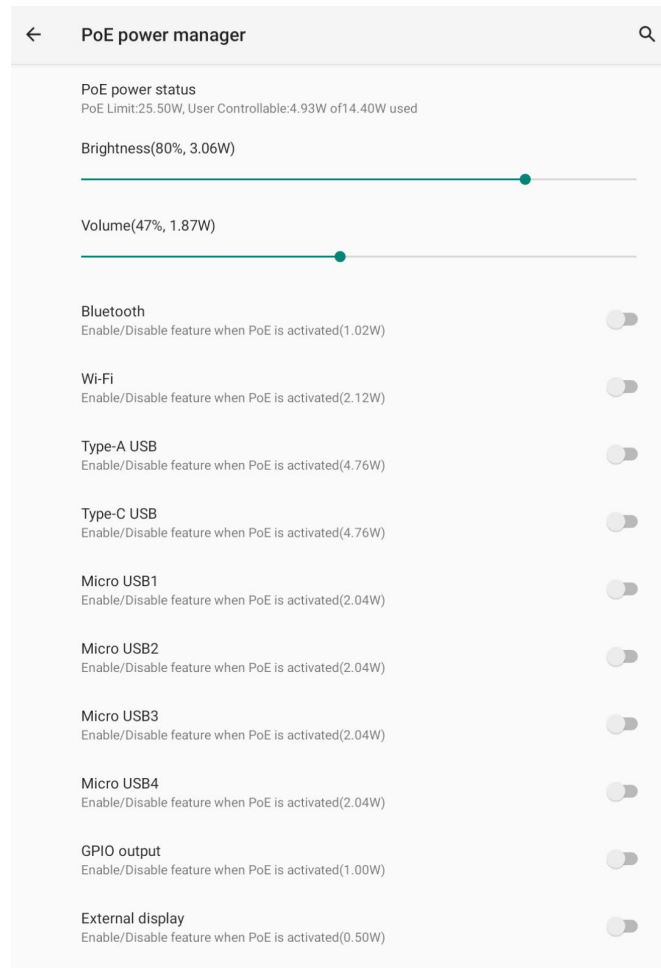 PoE power manager
PoE power status
PoE Limit:25.50W, User Controllable:4.93W of14.40W used
Brightness(80%, 3.06W)
Volume(47%, 1.87W)
Bluetooth
Enable/Disable feature when PoE is activated(1.02W)
Wi-Fi
Enable/Disable feature when PoE is activated(2.12W)
Type-A USB
Enable/Disable feature when PoE is activated(4.76W)
Type-C USB
Enable/Disable feature when PoE is activated(4.76W)
Micro USB1
Enable/Disable feature when PoE is activated(2.04W)
Micro USB2
Enable/Disable feature when PoE is activated(2.04W)
Micro USB3
Enable/Disable feature when PoE is activated(2.04W)
Micro USB4
Enable/Disable feature when PoE is activated(2.04W)
GPIO output
Enable/Disable feature when PoE is activated(1.00W)
External display
Enable/Disable feature when PoE is activated(0.50W)